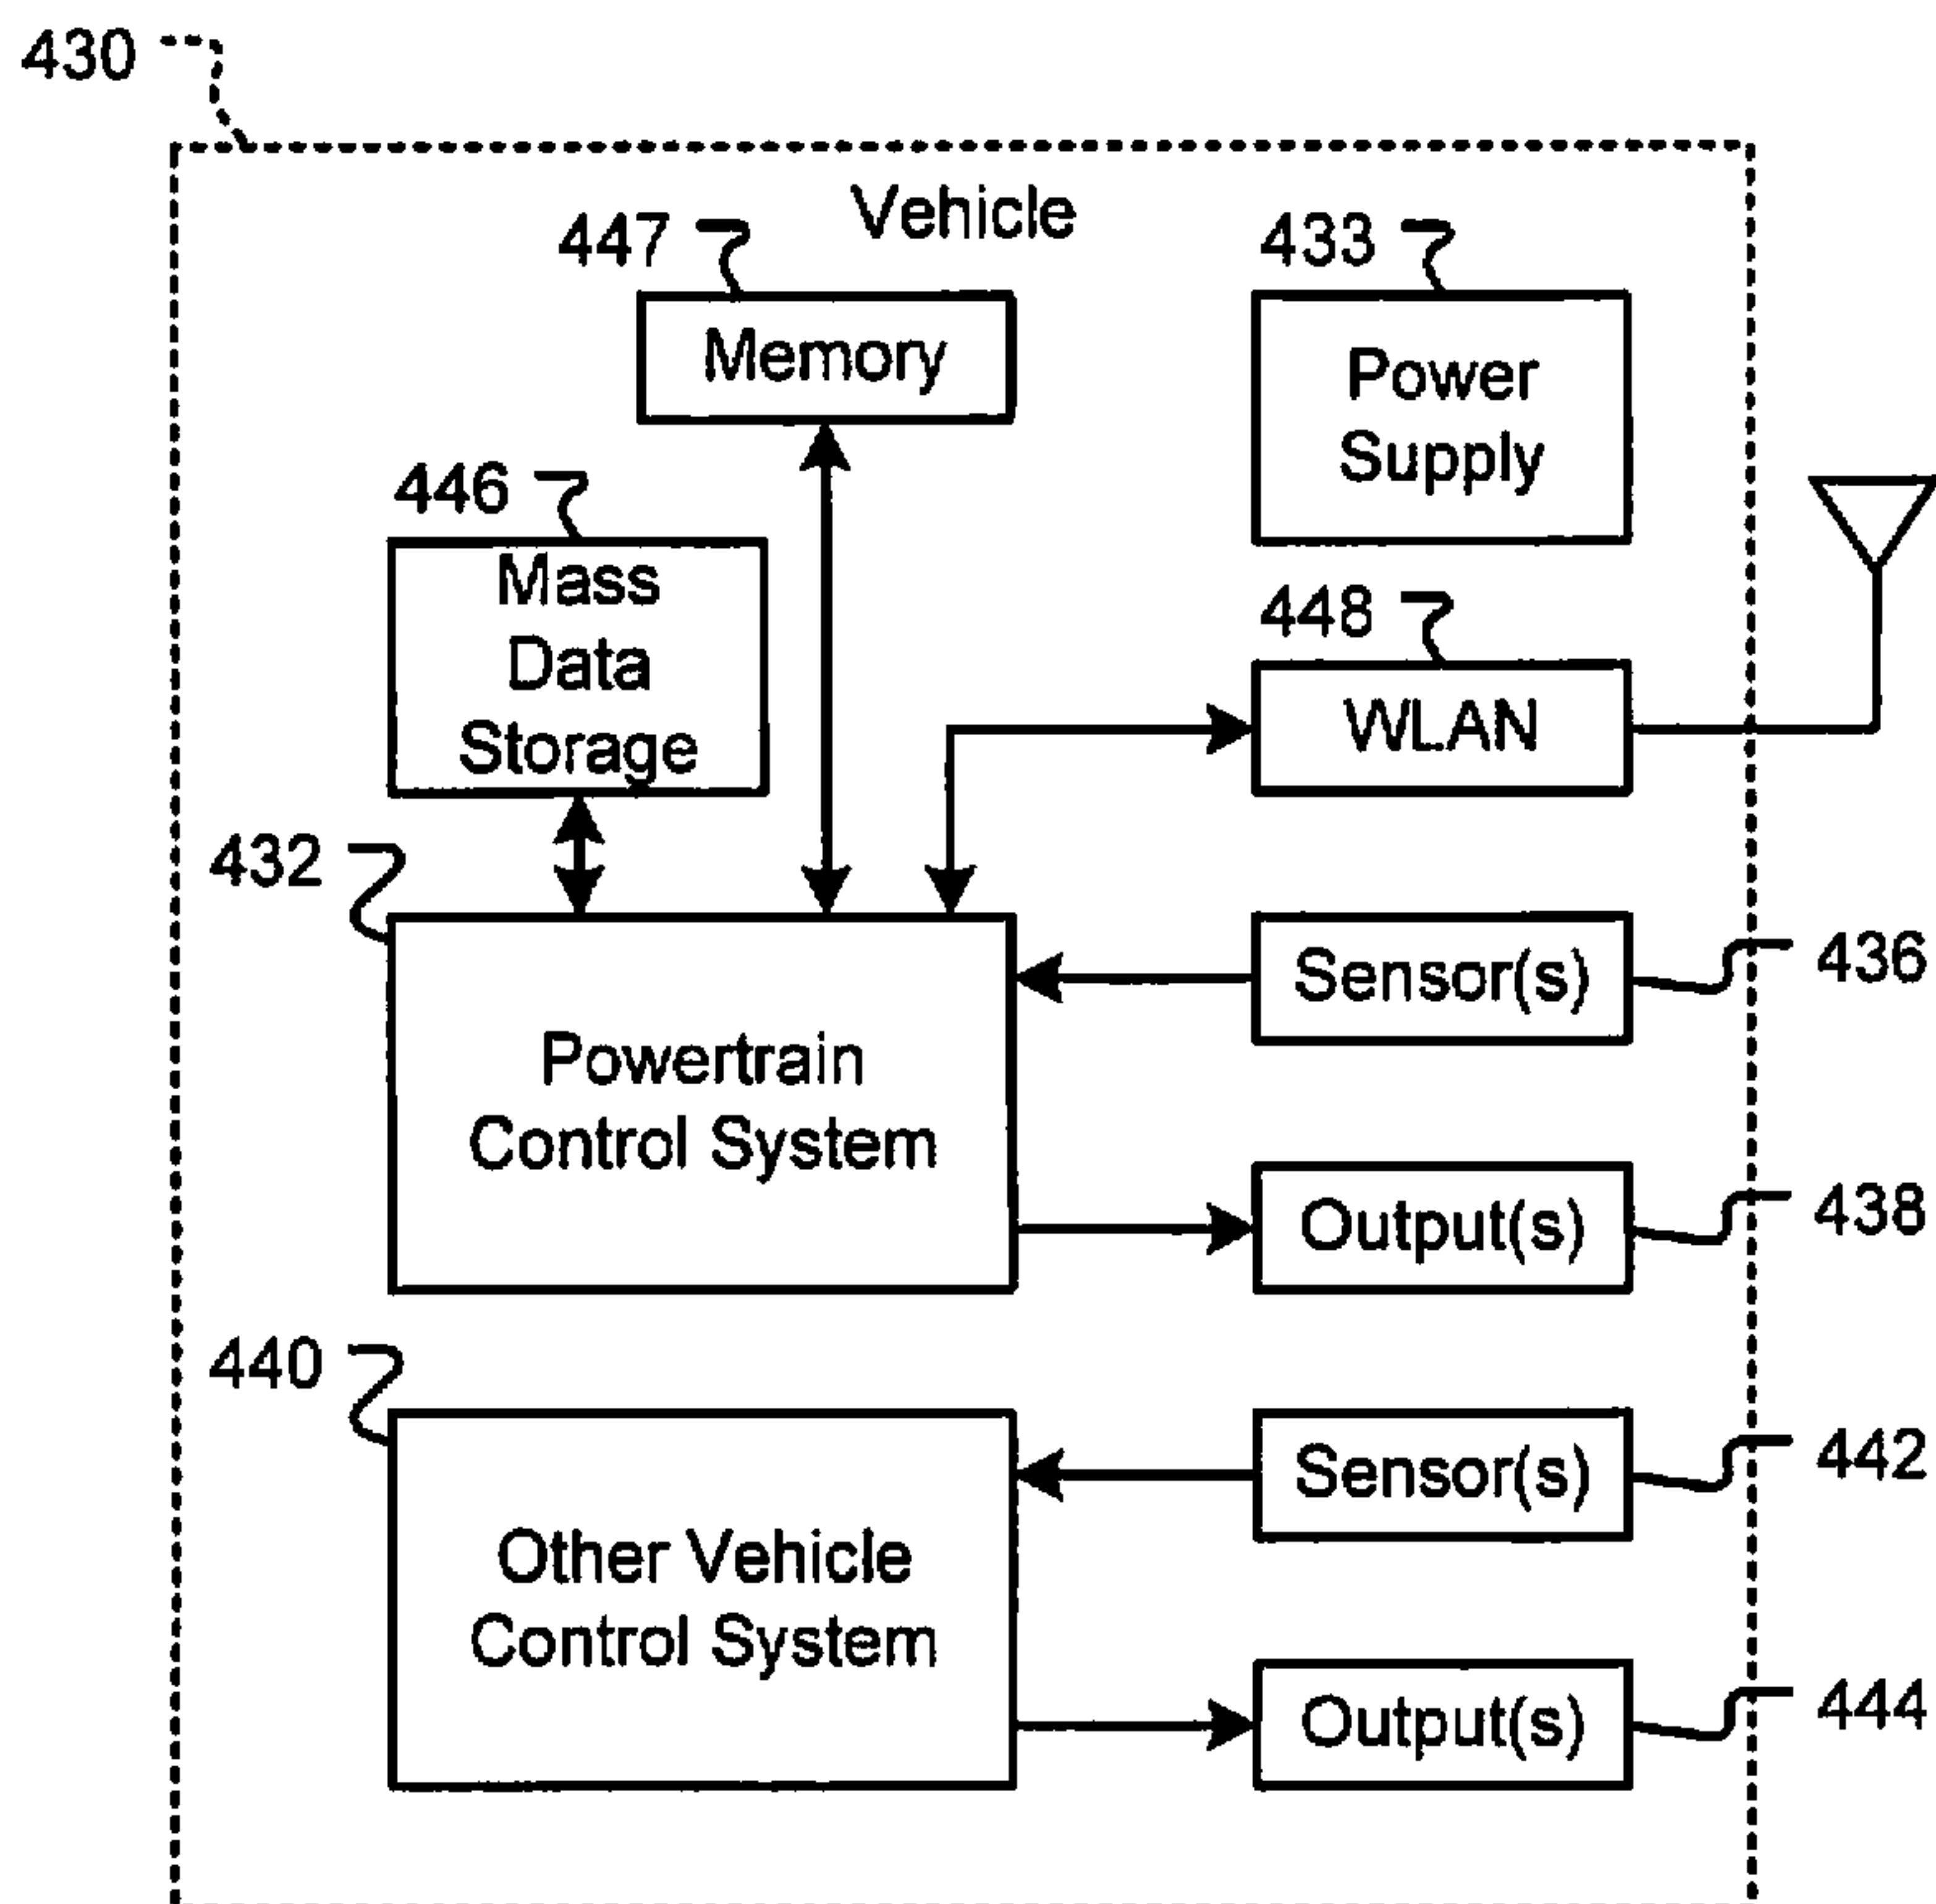 430
Vehicle
447
433
Memory
Power
Supply
446
Mass
Data
Storage
448
WLAN
432
Sensor(s)
436
Powertrain
Control System
Output(s)
438
440
Sensor(s)
442
Other Vehicle
Control System
Output(s)
444